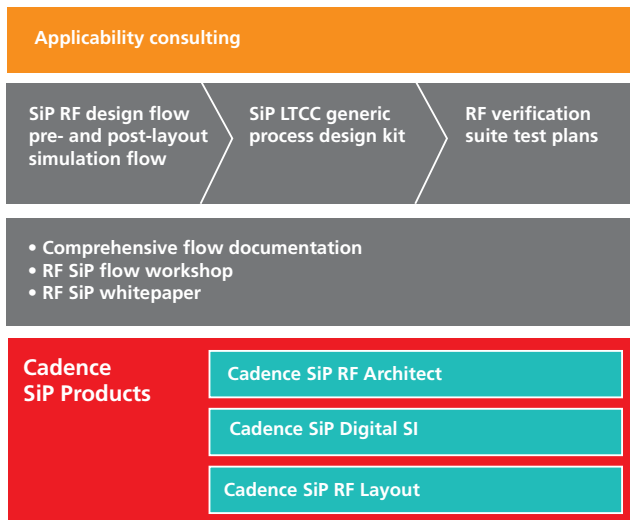 Applicability consulting
SiP RF design flow
pre- and post-layout
simulation flow
SiP LTCC generic
process design kit
RF verification
suite test plans
• Comprehensive flow documentation
• RF SiP flow workshop
• RF SiP whitepaper
Cadence
SiP Products
Cadence SiP RF Architect
Cadence SiP Digital SI
Cadence SiP RF Layout